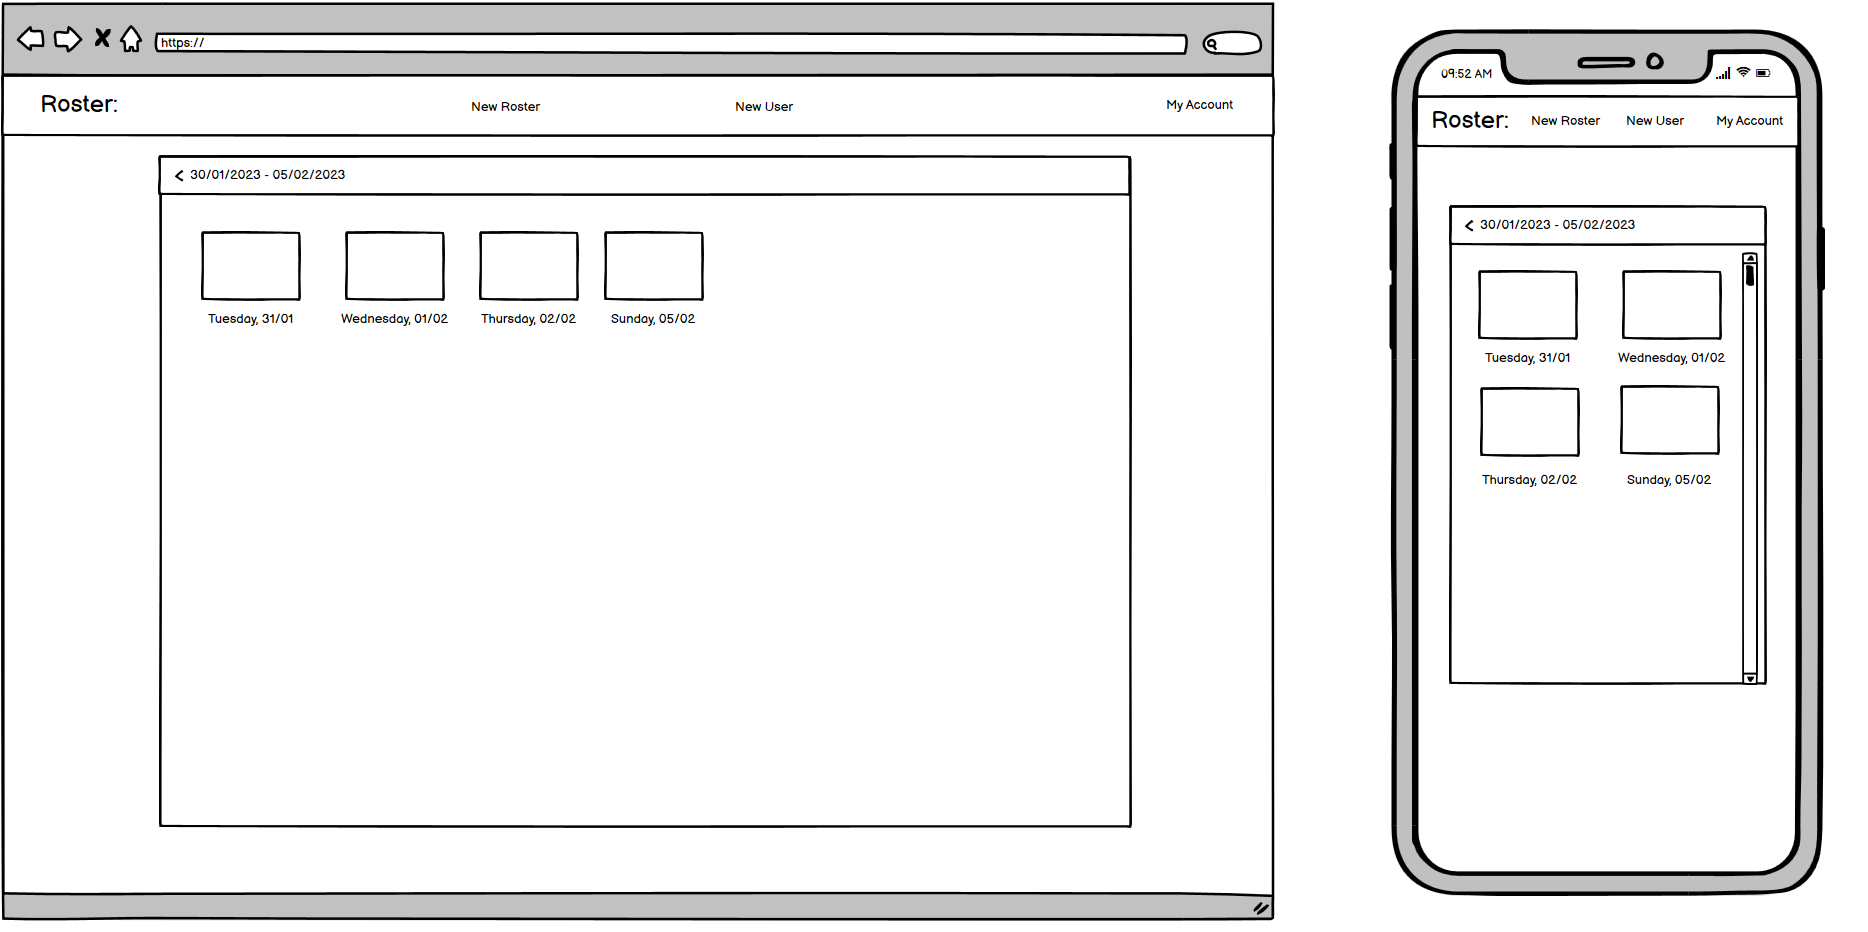 https://
Roster:
New Roster
New User
My Account
< 30/01/2023 - 05/02/2023
Tuesday, 31/01
Wednesday, 01/02
Thursday, 02/02
Sunday, 05/02
09:52 AM
Roster:
New Roster
New User
My Account
< 30/01/2023 - 05/02/2023
Tuesday, 31/01
Wednesday, 01/02
Thursday, 02/02
Sunday, 05/02